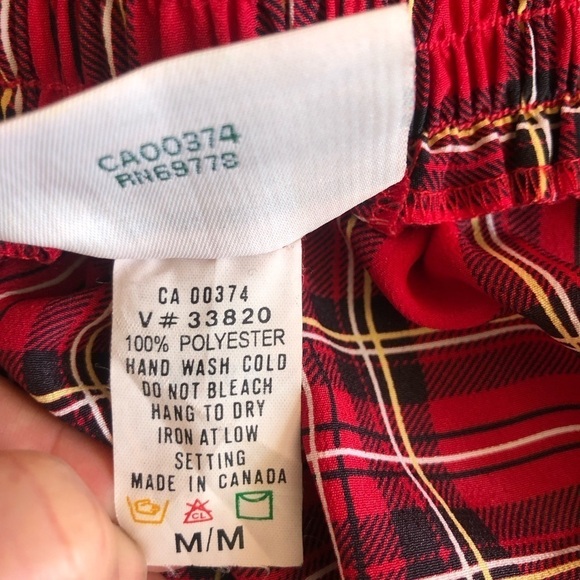 CA00374
RN69778
CA 00374
V# 33820
100% POLYESTER
HAND WASH COLD
DO NOT BLEACH
HANG TO DRY
IRON AT LOW
SETTING
MADE IN CANADA
CL
M/M